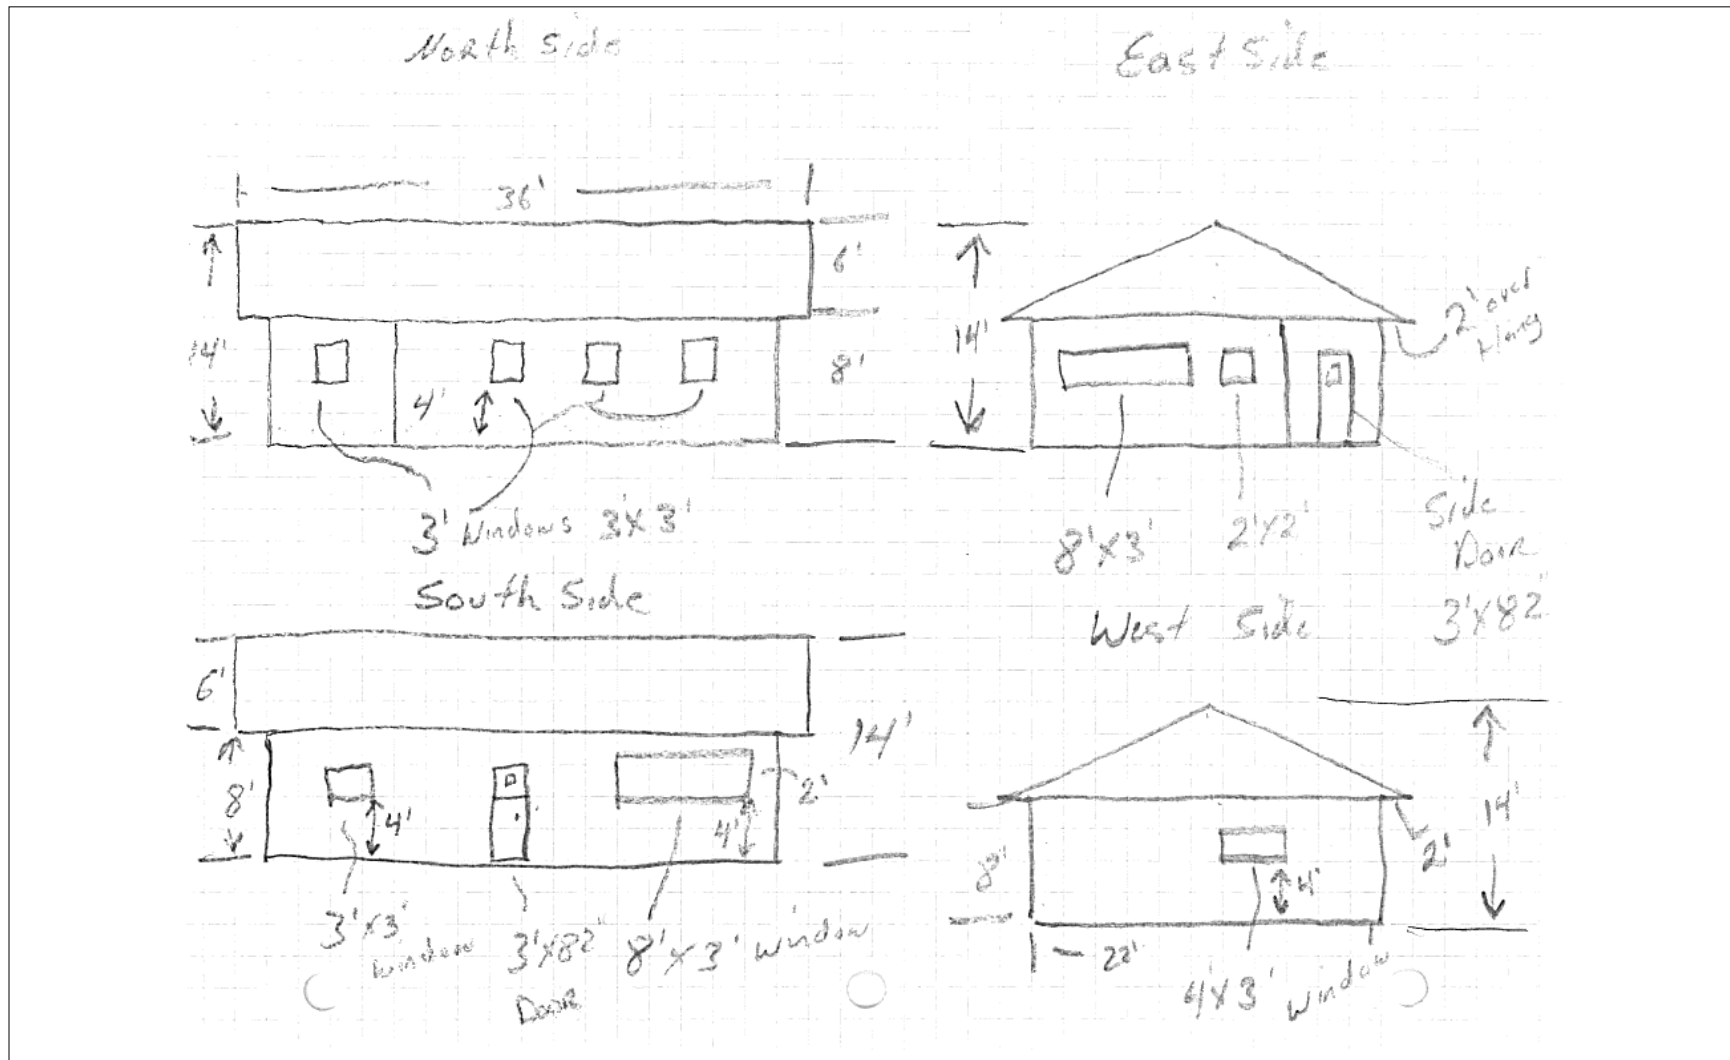 North Side
36'
6'
14'
8'
4'
3' Windows 3'x3'
East Side
14'
2' over
Hang
8'x3'
2'x2'
Side
Door
3'x82"
South Side
6'
8'
14'
2'
4'
4'
3'x3'
window
3'x82"
Door
8'x3' window
West Side
14'
8'
2'
4'
22'
4'x3' window